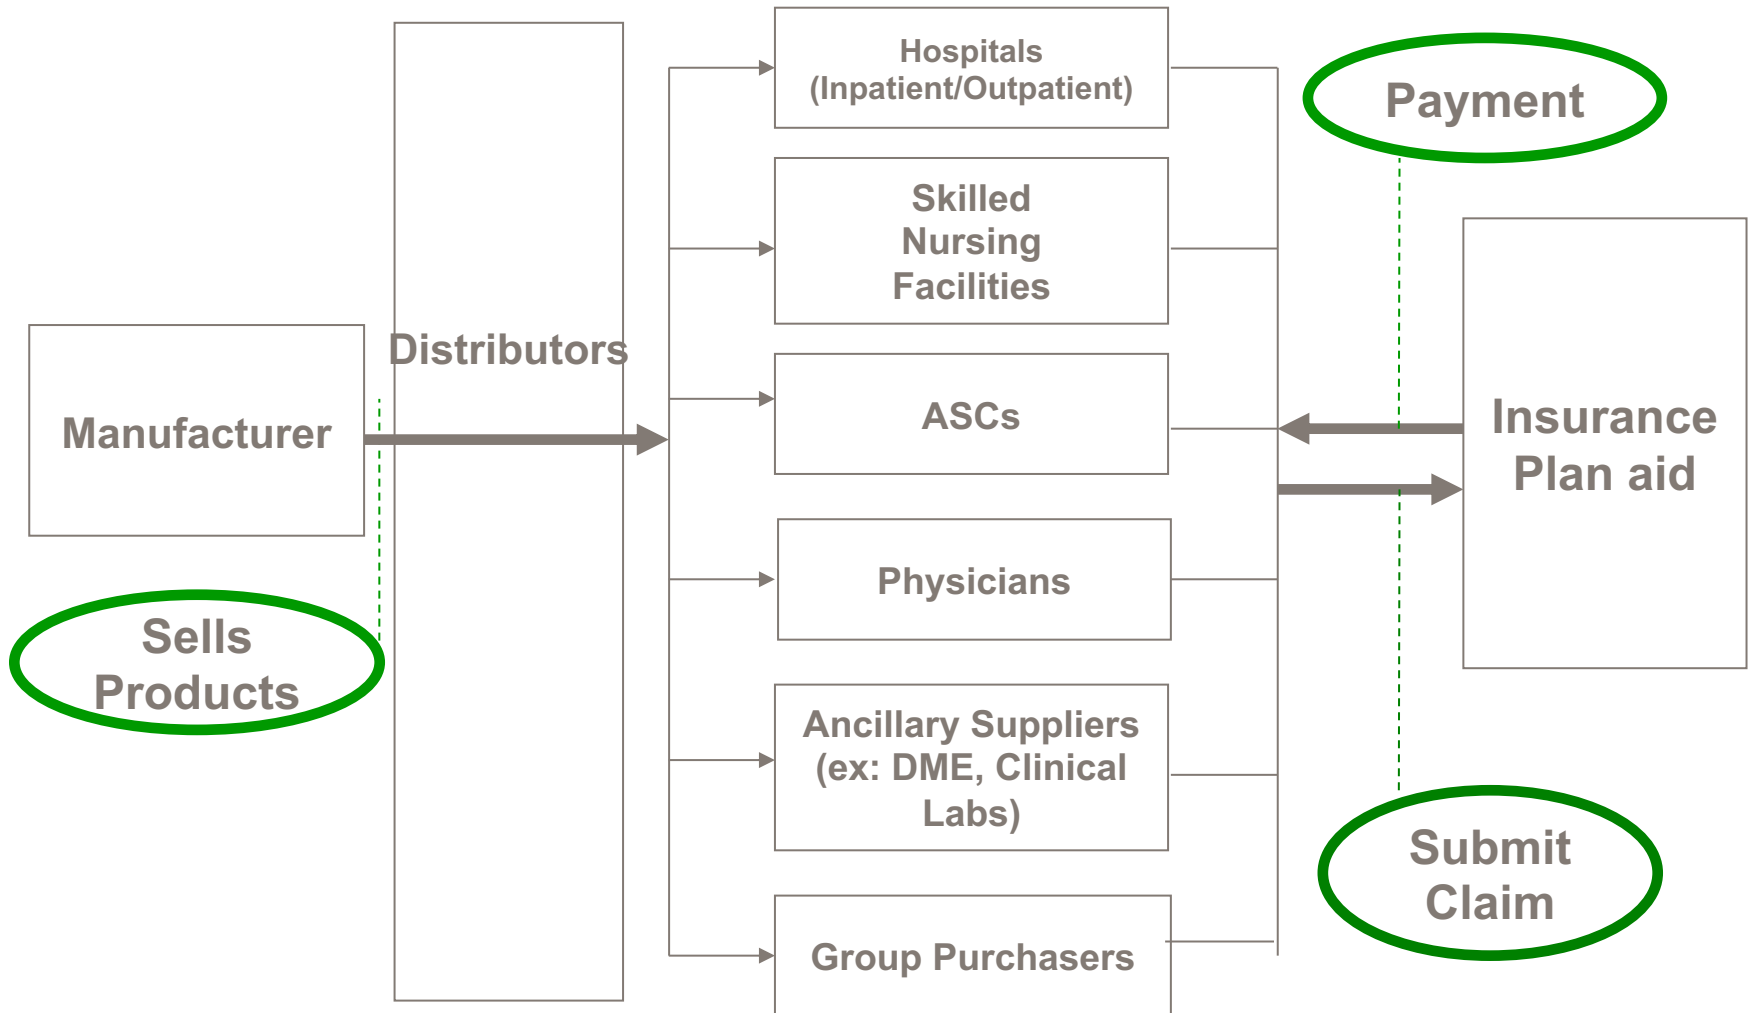 Manufacturer
Sells
Products
Distributors
Hospitals
(Inpatient/Outpatient)
Skilled
Nursing
Facilities
ASCs
Physicians
Ancillary Suppliers
(ex: DME, Clinical
Labs)
Group Purchasers
Payment
Insurance
Plan aid
Submit
Claim